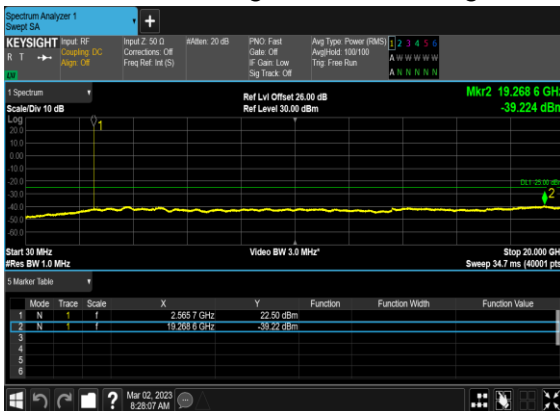 Spectrum Analyzer 1
Swept SA
KEYSIGHT
R T
LV
Input: RF
Coupling: DC
Align: Off
Input Z: 50 Ω
Corrections: Off
Freq Ref: Int (S)
#Atten: 20 dB
PNO: Fast
Gate: Off
IF Gain: Low
Sig Track: Off
Avg Type: Power (RMS)
Avg|Hold: 100/100
Trig: Free Run
1 2 3 4 5 6
A W W W W W
A N N N N N
1 Spectrum
Scale/Div 10 dB
Ref Lvl Offset 26.00 dB
Ref Level 30.00 dBm
Mkr2 19.268 6 GHz
-39.224 dBm
Log
20.0
10.0
0.00
-10.0
-20.0
-30.0
-40.0
-50.0
-60.0
1
DL1 -25.00 dBm
2
Start 30 MHz
#Res BW 1.0 MHz
Video BW 3.0 MHz*
Stop 20.000 GH
Sweep 34.7 ms (40001 pts
5 Marker Table
Mode Trace Scale X Y Function Function Width Function Value
1 N 1 f 2.565 7 GHz 22.50 dBm
2 N 1 f 19.268 6 GHz -39.22 dBm
3
4
5
6
?
Mar 02, 2023
8:28:07 AM